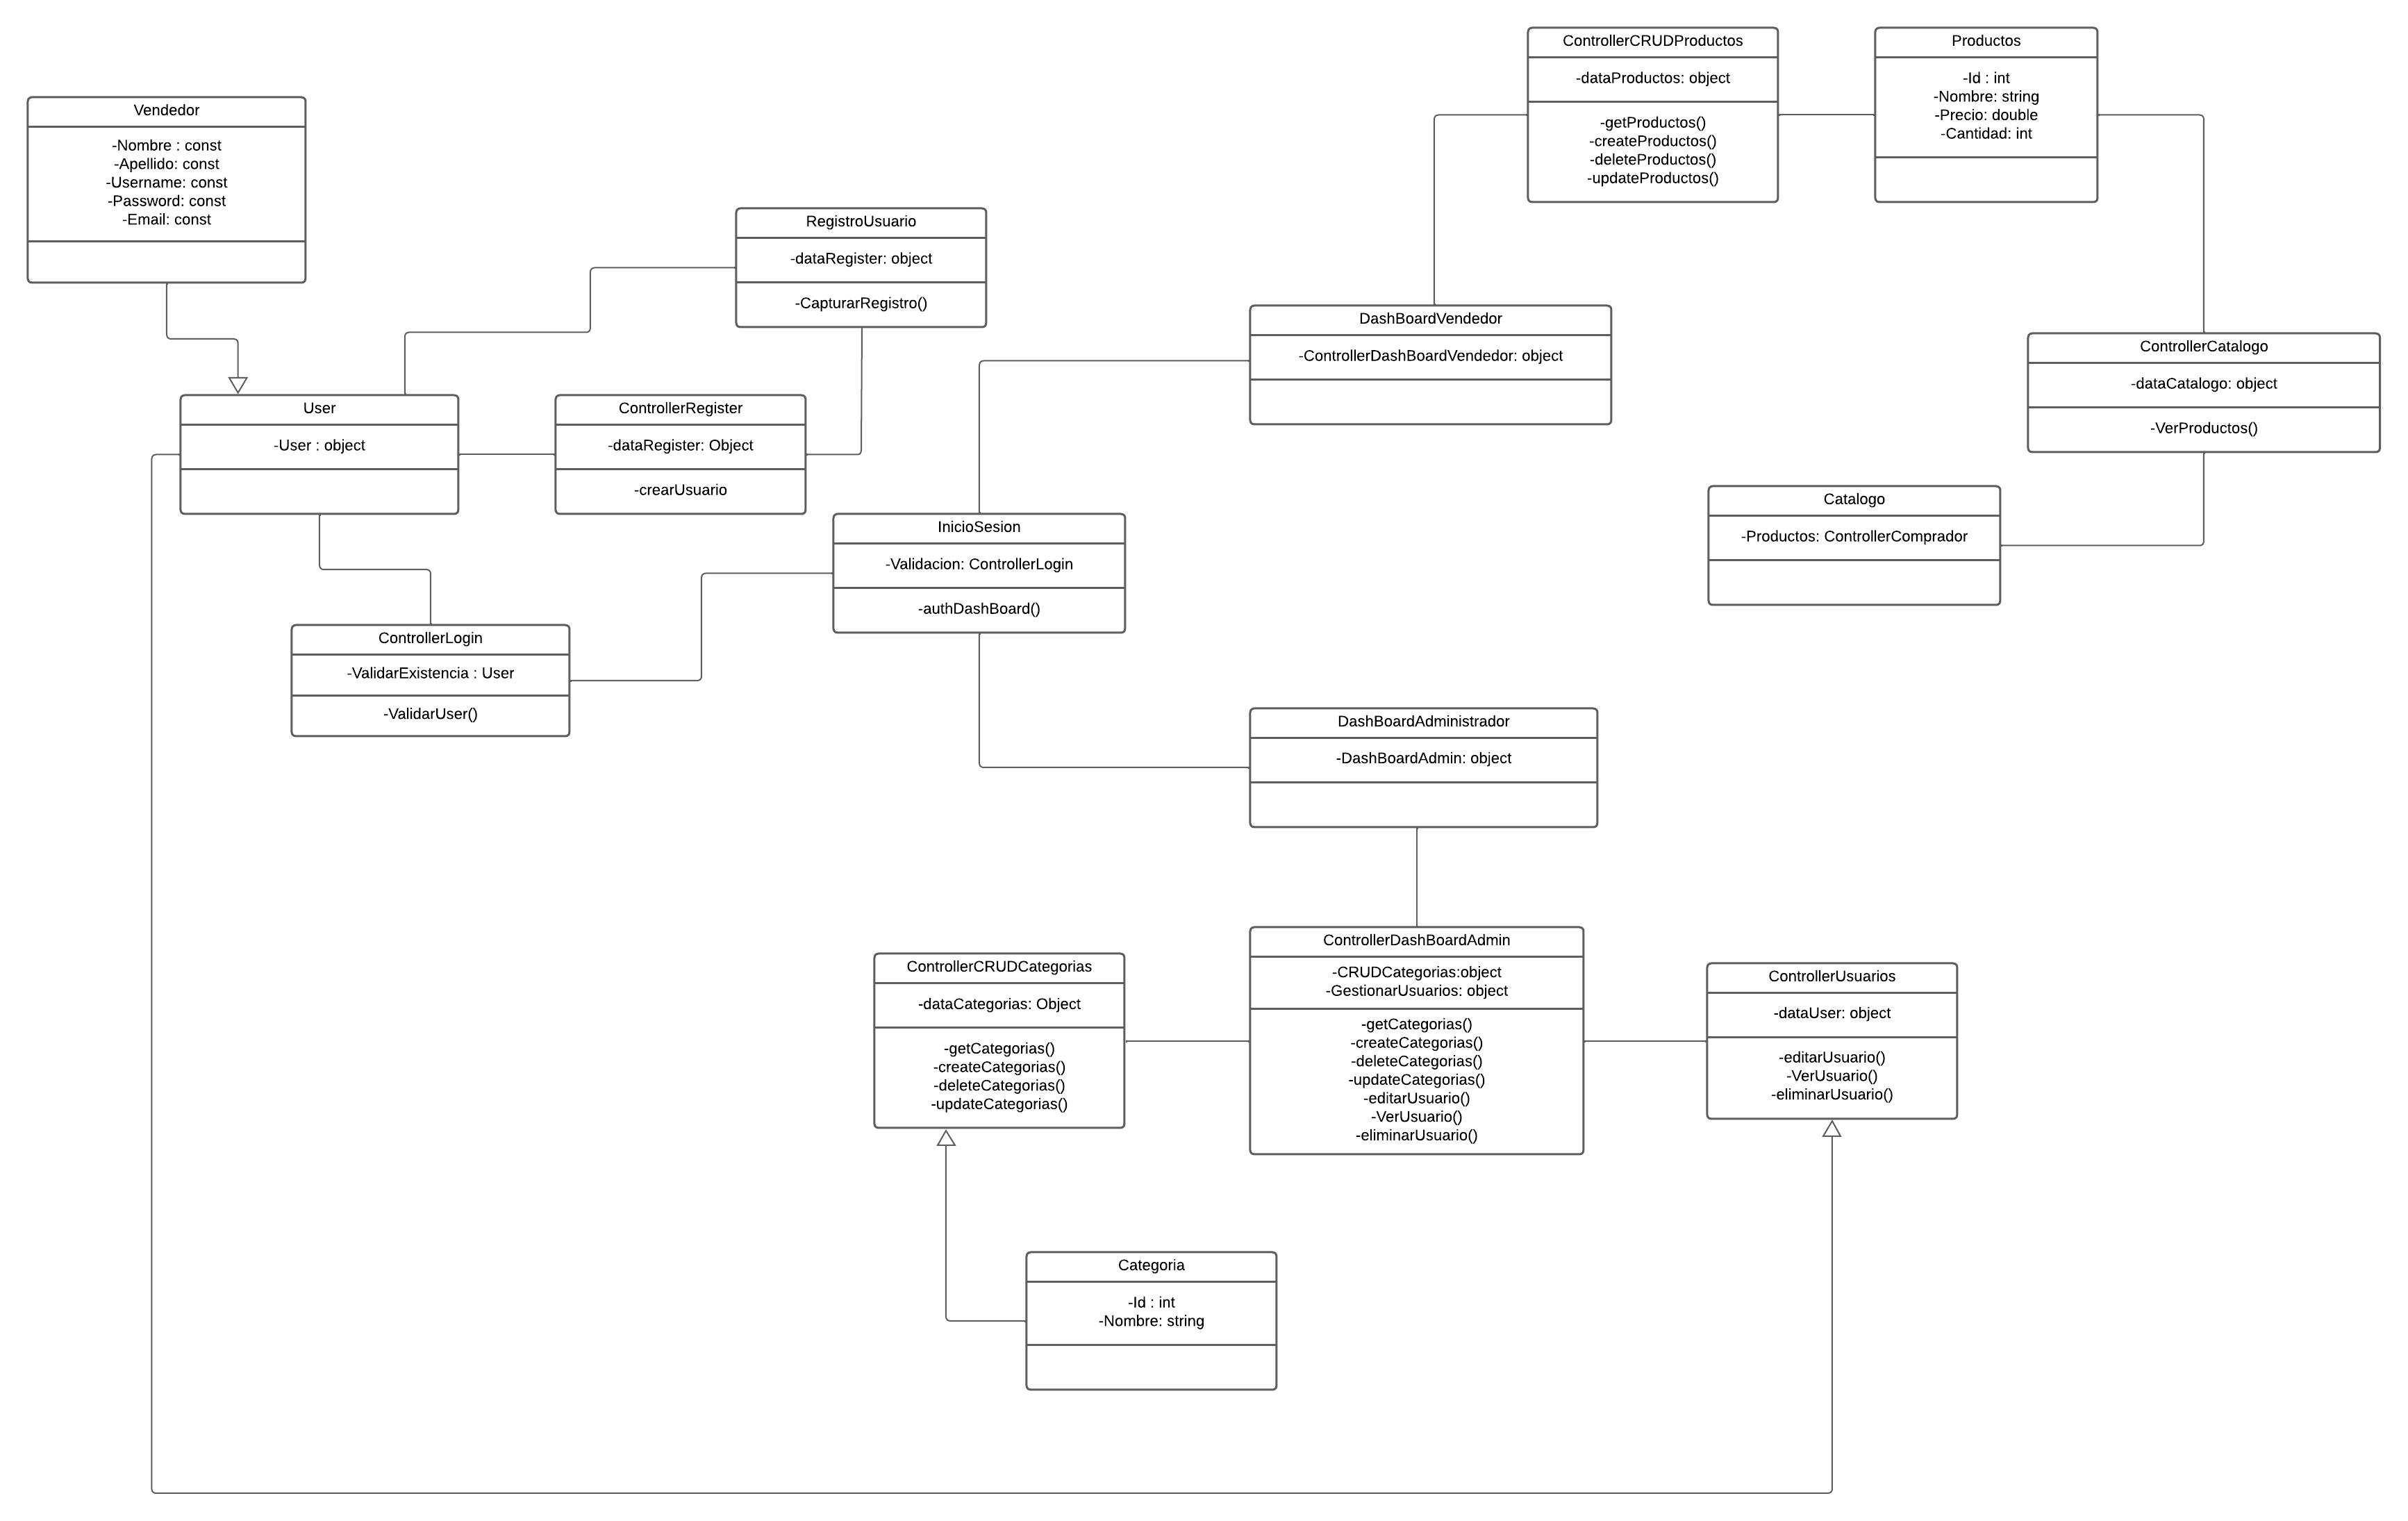 ControllerCRUDProductos
-dataProductos: object
-getProductos()
-createProductos()
-deleteProductos()
-updateProductos()
Productos
-Id : int
-Nombre: string
-Precio: double
-Cantidad: int
Vendedor
-Nombre : const
-Apellido: const
-Username: const
-Password: const
-Email: const
RegistroUsuario
-dataRegister: object
-CapturarRegistro()
DashBoardVendedor
-ControllerDashBoardVendedor: object
ControllerCatalogo
-dataCatalogo: object
-VerProductos()
User
-User : object
ControllerRegister
-dataRegister: Object
-crearUsuario
Catalogo
-Productos: ControllerComprador
InicioSesion
-Validacion: ControllerLogin
-authDashBoard()
ControllerLogin
-ValidarExistencia : User
-ValidarUser()
DashBoardAdministrador
-DashBoardAdmin: object
ControllerCRUDCategorias
-dataCategorias: Object
-getCategorias()
-createCategorias()
-deleteCategorias()
-updateCategorias()
ControllerDashBoardAdmin
-CRUDCategorias:object
-GestionarUsuarios: object
-getCategorias()
-createCategorias()
-deleteCategorias()
-updateCategorias()
-editarUsuario()
-VerUsuario()
-eliminarUsuario()
ControllerUsuarios
-dataUser: object
-editarUsuario()
-VerUsuario()
-eliminarUsuario()
Categoria
-Id : int
-Nombre: string